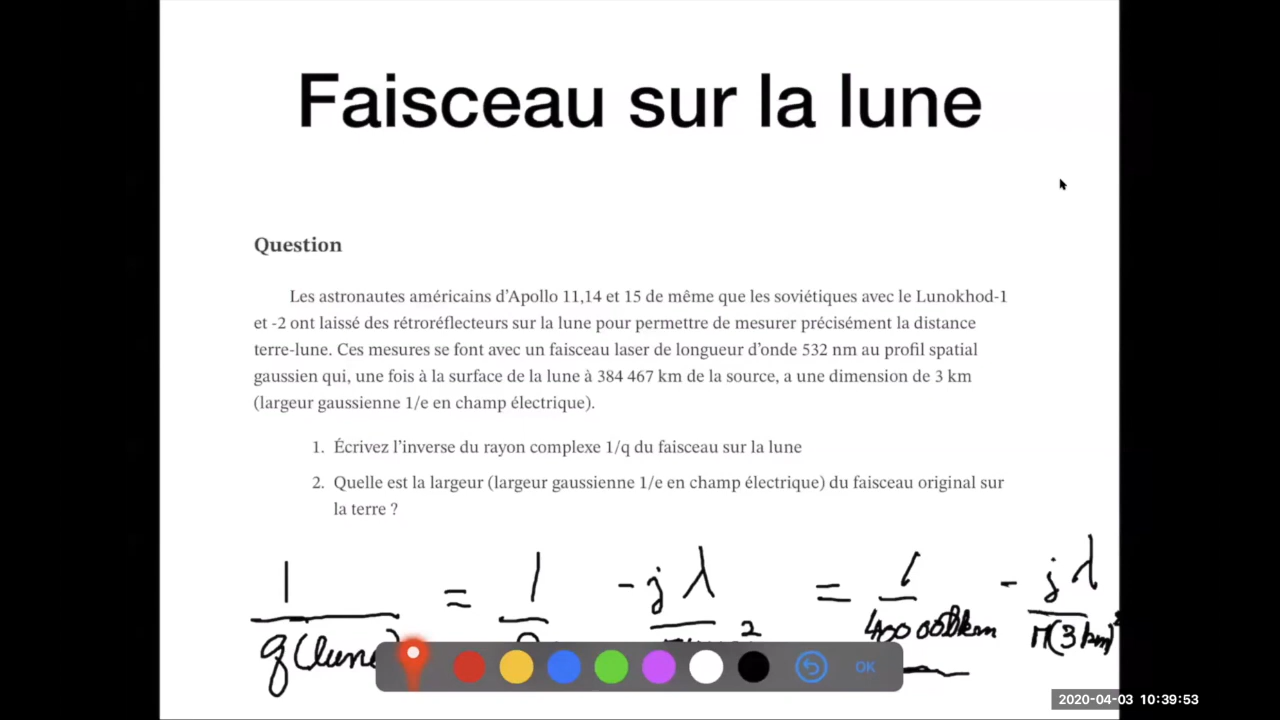 Faisceau sur la lune
Question
Les astronautes américains d'Apollo 11,14 et 15 de même que les soviétiques avec le Lunokhod-1
et -2 ont laissé des rétroréflecteurs sur la lune pour permettre de mesurer précisément la distance
terre-lune. Ces mesures se font avec un faisceau laser de longueur d'onde 532 nm au profil spatial
gaussien qui, une fois à la surface de la lune à 384 467 km de la source, a une dimension de 3 km
(largeur gaussienne 1/e en champ électrique).
1. Écrivez l'inverse du rayon complexe 1/q du faisceau sur la lune
2. Quelle est la largeur (largeur gaussienne 1/e en champ électrique) du faisceau original sur
la terre ?
1 = 1 - j λ = 1 - j λ
q(lune) 2 km π(3 km)²
OK
2020-04-03 10:39:53